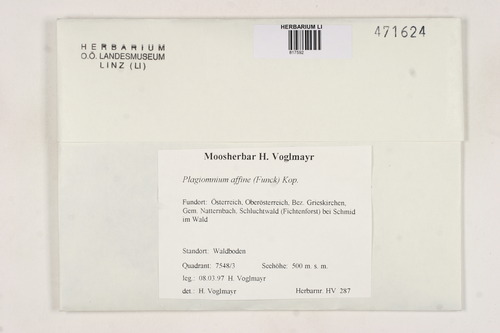 HERBARIUM
O.Ö. LANDESMUSEUM
LINZ (LI)
HERBARIUM LI
817592
471624
Moosherbar H. Voglmayr
Plagiomnium affine (Funck) Kop.
Fundort: Österreich, Oberösterreich, Bez. Grieskirchen,
Gem. Natternbach. Schluchtwald (Fichtenforst) bei Schmid
im Wald
Standort: Waldboden
Quadrant: 7548/3 Seehöhe: 500 m. s. m.
leg.: 08.03.97 H. Voglmayr
det.: H. Voglmayr Herbarnr. HV 287